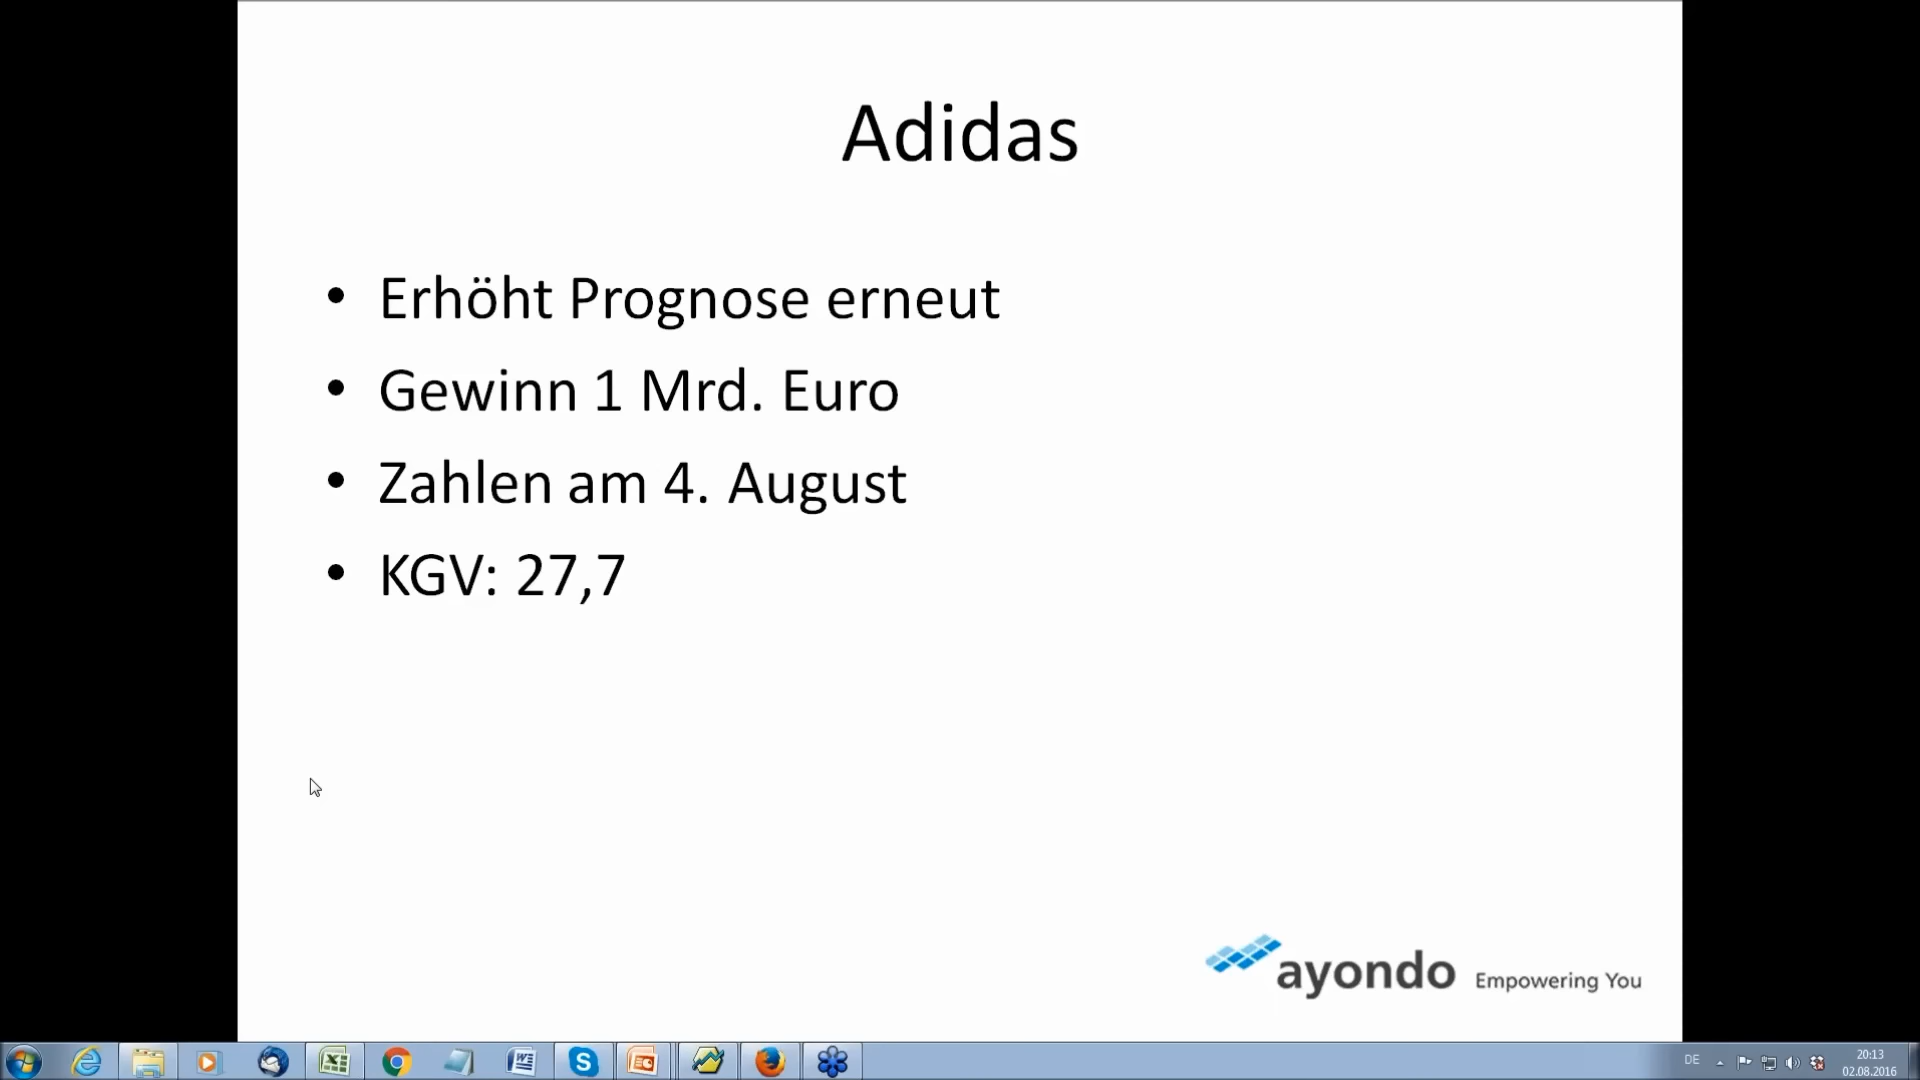 Adidas
• Erhöht Prognose erneut
• Gewinn 1 Mrd. Euro
• Zahlen am 4. August
• KGV: 27,7
ayondo Empowering You
DE
20:13
02.08.2016